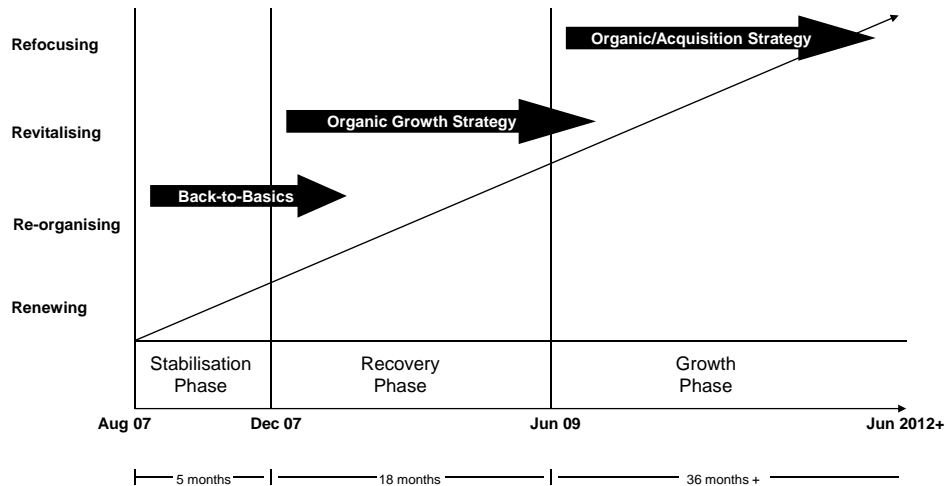 Refocusing
Organic/Acquisition Strategy
Revitalising
Organic Growth Strategy
Back-to-Basics
Re-organising
Renewing
Stabilisation
Phase
Recovery
Phase
Growth
Phase
Aug 07
Dec 07
Jun 09
Jun 2012+
5 months
18 months
36 months +